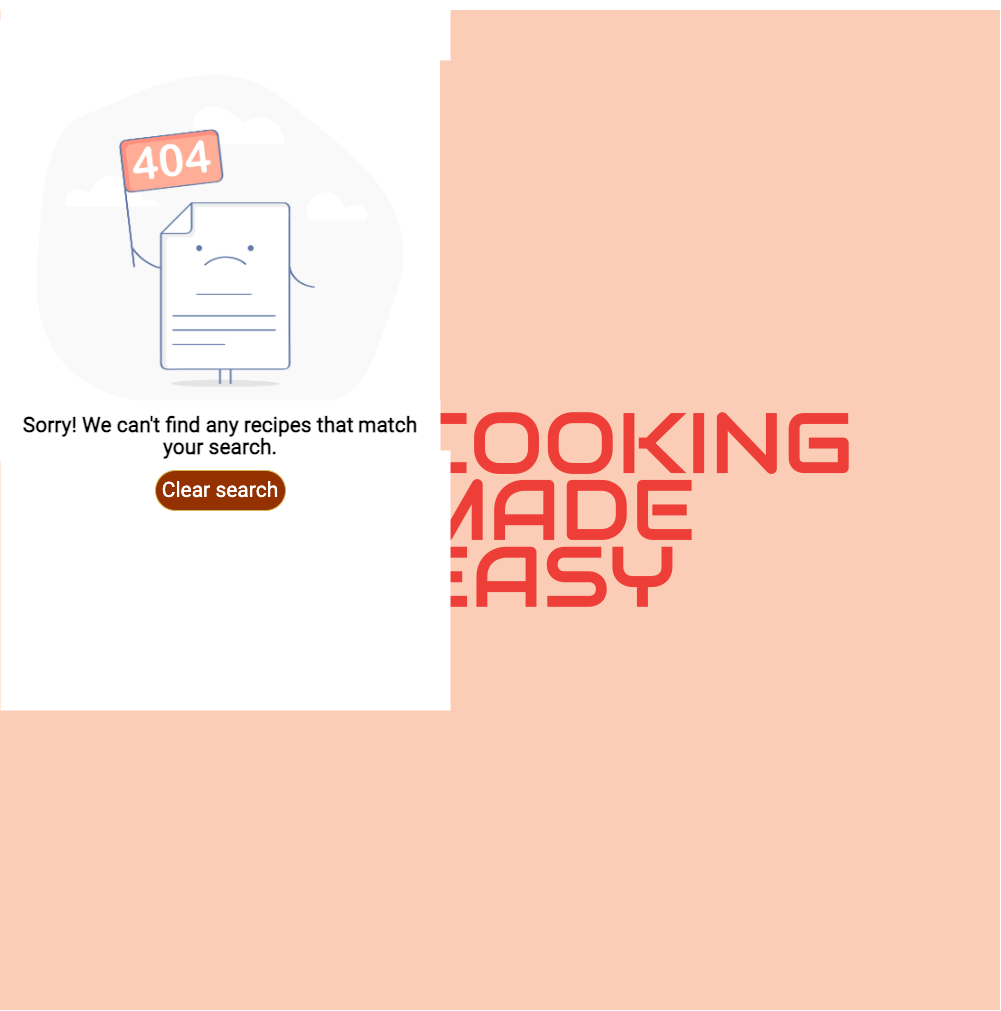 404
Sorry! We can't find any recipes that match
your search.
Clear search
COOKING
MADE
EASY